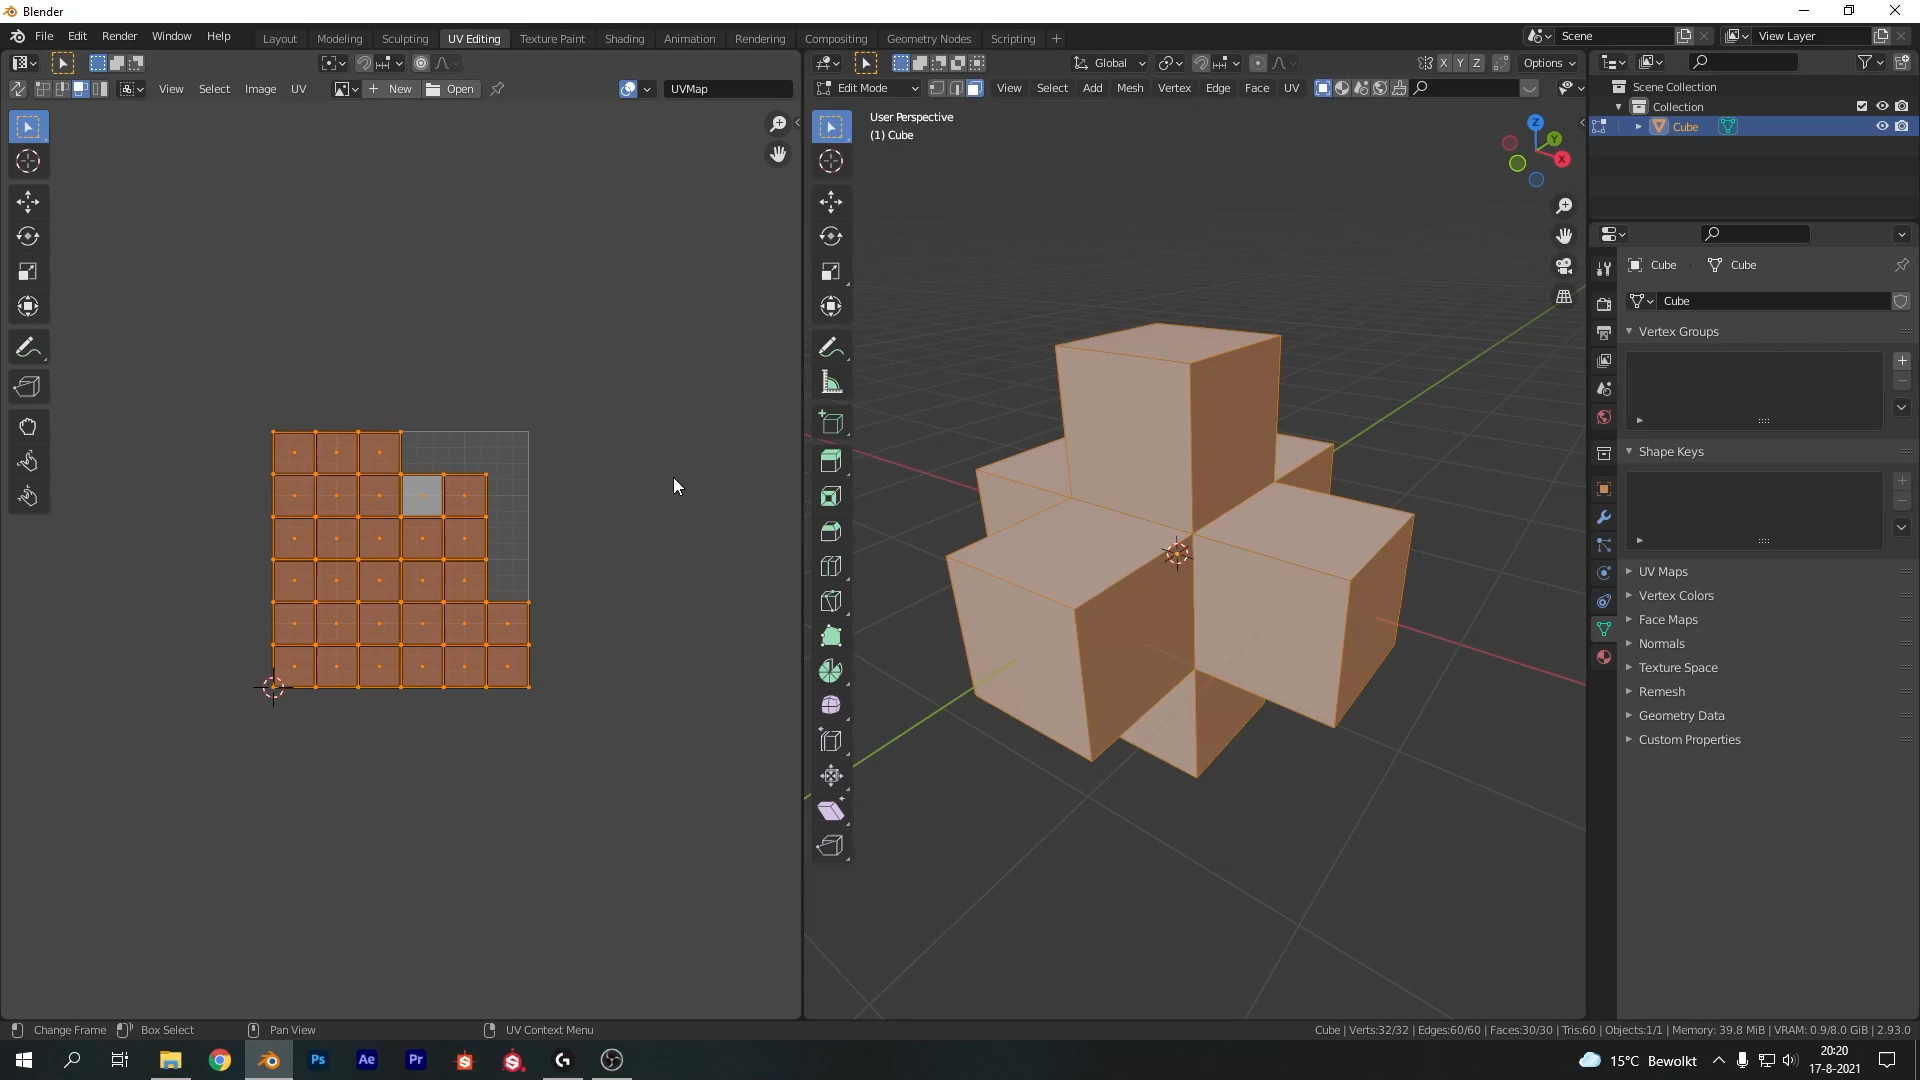 Blender
File Edit Render Window Help Layout Modeling Sculpting UV Editing Texture Paint Shading Animation Rendering Compositing Geometry Nodes Scripting + Scene View Layer
Global X Y Z Options
View Select Image UV New Open UVMap Edit Mode View Select Add Mesh Vertex Edge Face UV
Scene Collection
Collection
Cube
User Perspective
(1) Cube
Z
Y
X
Cube Cube
Cube
Vertex Groups
Shape Keys
UV Maps
Vertex Colors
Face Maps
Normals
Texture Space
Remesh
Geometry Data
Custom Properties
Change Frame Box Select Pan View UV Context Menu Cube | Verts:32/32 | Edges:60/60 | Faces:30/30 | Tris:60 | Objects:1/1 | Memory: 39.8 MiB | VRAM: 0.9/8.0 GiB | 2.93.0
Ps Ae Pr 15°C Bewolkt 20:20
17-8-2021